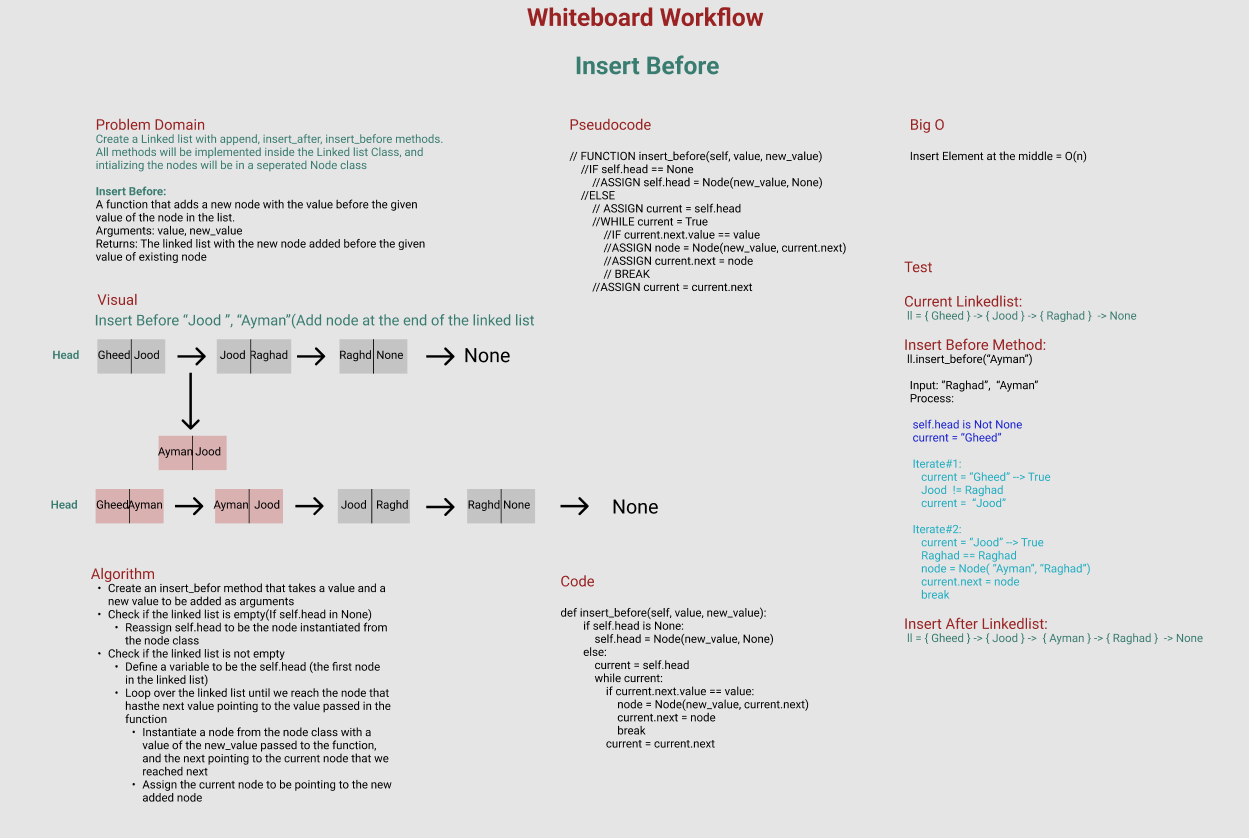 Whiteboard Workflow
Insert Before
Problem Domain
Create a Linked list with append, insert_after, insert_before methods.
All methods will be implemented inside the Linked list Class, and
intializing the nodes will be in a seperated Node class
Insert Before:
A function that adds a new node with the value before the given
value of the node in the list.
Arguments: value, new_value
Returns: The linked list with the new node added before the given
value of existing node
Visual
Insert Before “Jood ”, “Ayman”(Add node at the end of the linked list
Head
Gheed Jood
Jood Raghad
Raghd None
None
Ayman Jood
Head
Gheed Ayman
Ayman Jood
Jood Raghd
Raghd None
None
Algorithm
• Create an insert_befor method that takes a value and a
new value to be added as arguments
• Check if the linked list is empty(If self.head in None)
• Reassign self.head to be the node instantiated from
the node class
• Check if the linked list is not empty
• Define a variable to be the self.head (the first node
in the linked list)
• Loop over the linked list until we reach the node that
hasthe next value pointing to the value passed in the
function
• Instantiate a node from the node class with a
value of the new_value passed to the function,
and the next pointing to the current node that we
reached next
• Assign the current node to be pointing to the new
added node
Pseudocode
// FUNCTION insert_before(self, value, new_value)
//IF self.head == None
//ASSIGN self.head = Node(new_value, None)
//ELSE
// ASSIGN current = self.head
//WHILE current = True
//IF current.next.value == value
//ASSIGN node = Node(new_value, current.next)
//ASSIGN current.next = node
// BREAK
//ASSIGN current = current.next
Code
def insert_before(self, value, new_value):
if self.head is None:
self.head = Node(new_value, None)
else:
current = self.head
while current:
if current.next.value == value:
node = Node(new_value, current.next)
current.next = node
break
current = current.next
Big O
Insert Element at the middle = O(n)
Test
Current Linkedlist:
ll = { Gheed } -> { Jood } -> { Raghad }  -> None
Insert Before Method:
ll.insert_before(“Ayman”)
Input: “Raghad”,  “Ayman”
Process:
self.head is Not None
current = “Gheed”
Iterate#1:
current = “Gheed” --> True
Jood  != Raghad
current =  “Jood”
Iterate#2:
current = “Jood” --> True
Raghad == Raghad
node = Node( “Ayman”, “Raghad”)
current.next = node
break
Insert After Linkedlist:
ll = { Gheed } -> { Jood } ->  { Ayman } -> { Raghad }  -> None